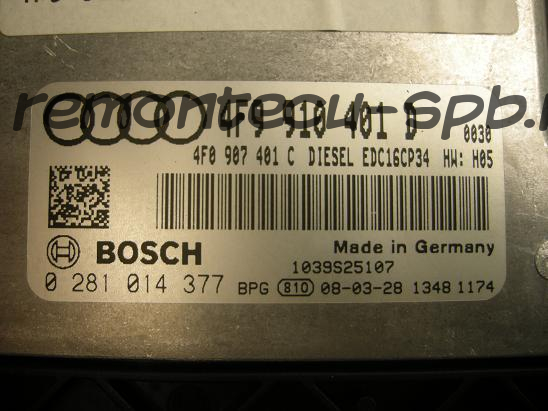 remontecu-spb.r
4F9 910 401 D 0030
4F0 907 401 C DIESEL EDC16CP34 HW: H05
BOSCH Made in Germany
1039S25107
0 281 014 377 BPG 810 08-03-28 1348 1174